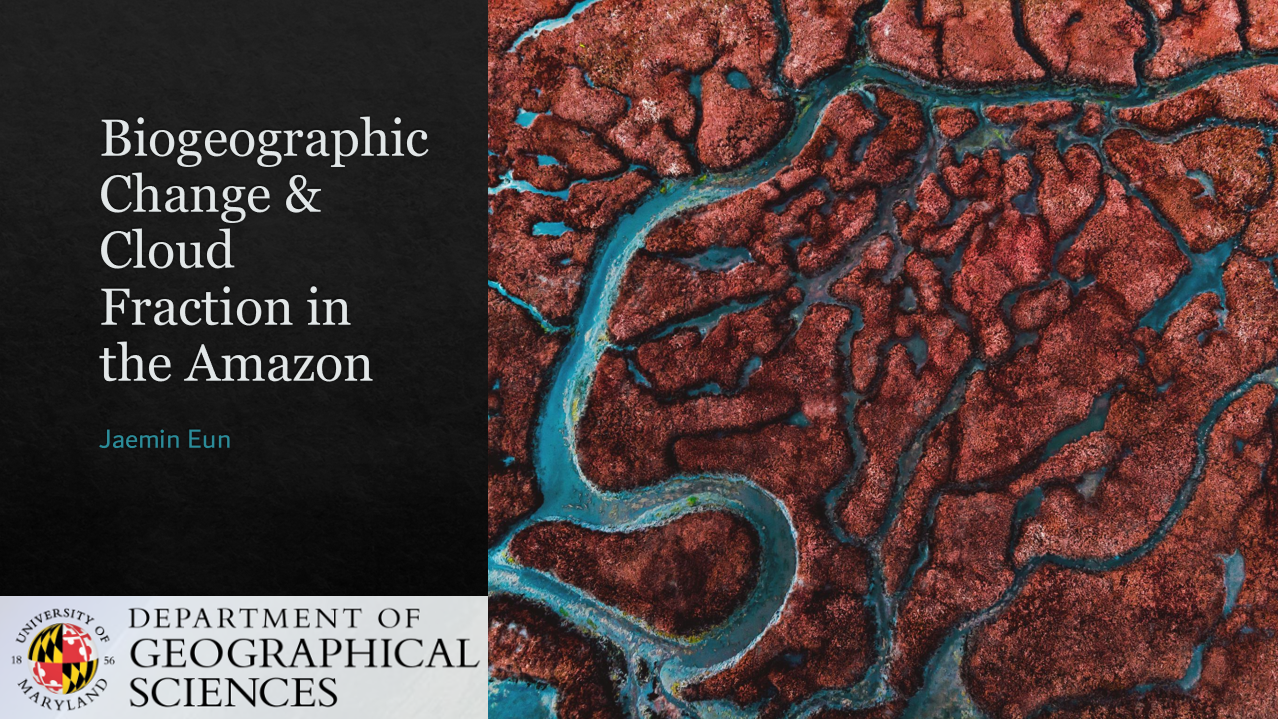 Biogeographic
Change &
Cloud
Fraction in
the Amazon
Jaemin Eun
UNIVERSITY OF
18 56
MARYLAND
DEPARTMENT OF
GEOGRAPHICAL
SCIENCES